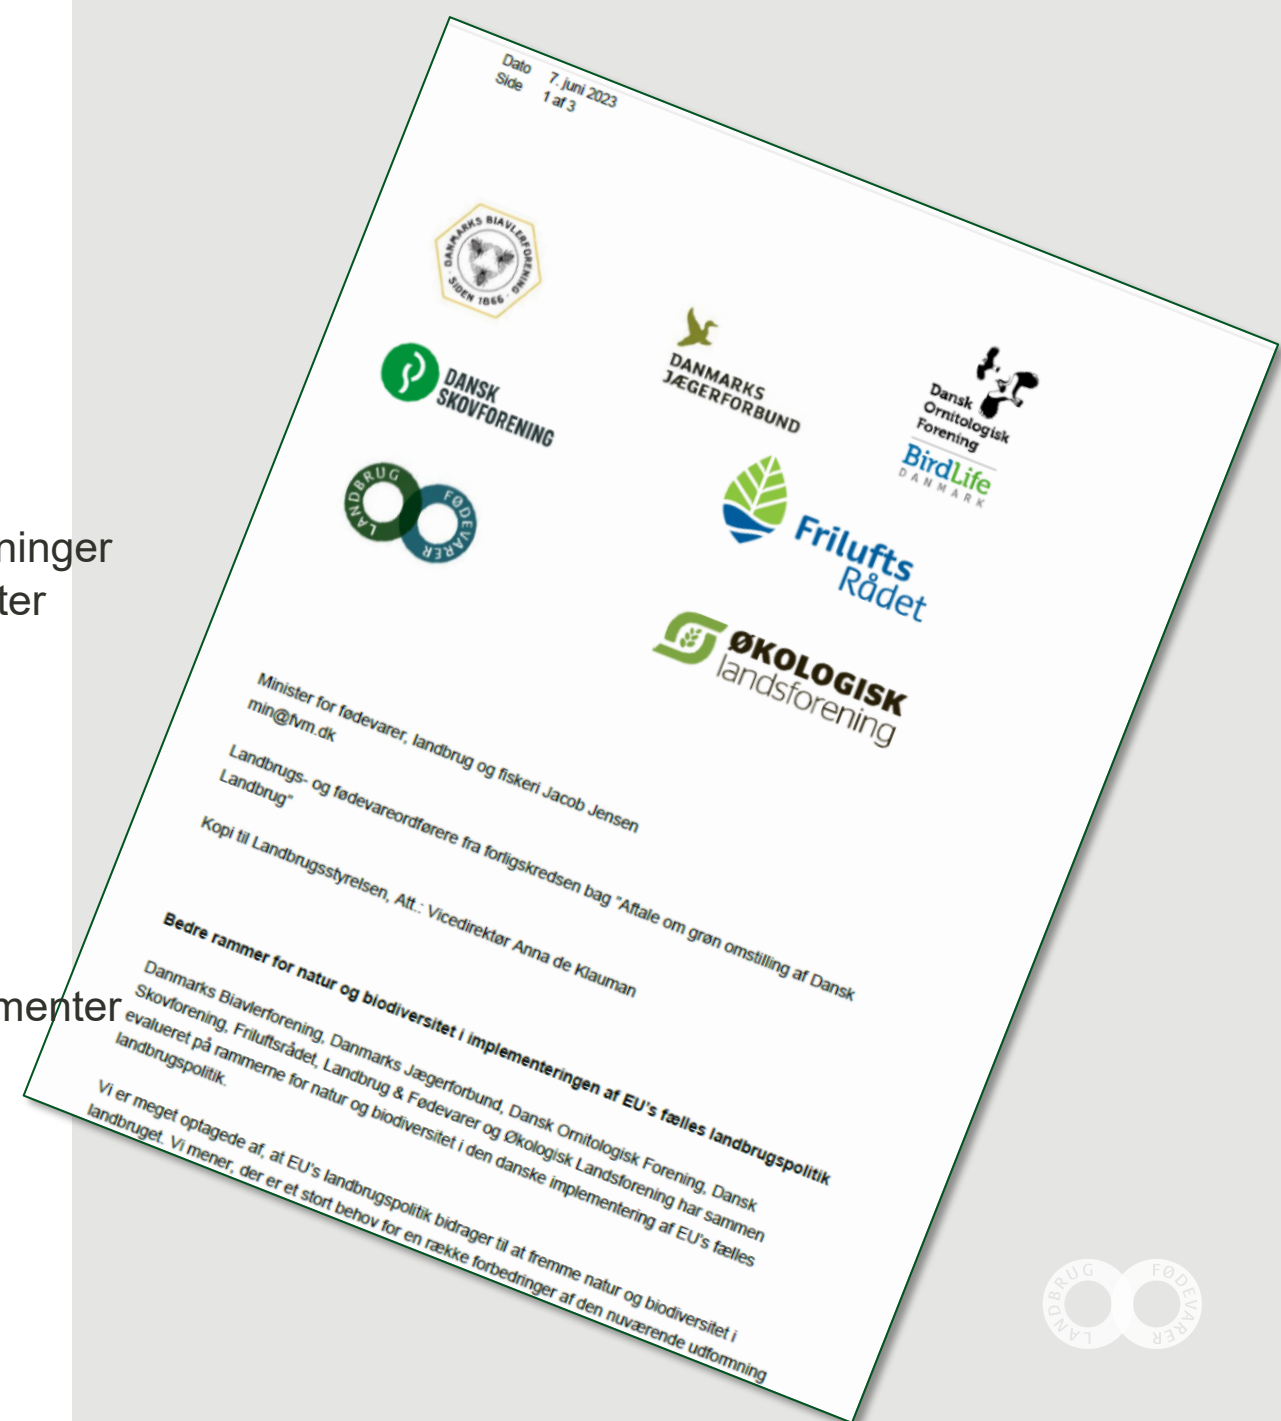 ninger
ter
menter
Dato 7. juni 2023
Side 1 af 3
DANMARKS BIAVLERFORENING
· SIDEN 1866 ·
DANMARKS
JÆGERFORBUND
Dansk
Ornitologisk
Forening
BirdLife
DANMARK
DANSK
SKOVFORENING
LANDBRUG
FØDEVARER
Frilufts
Rådet
ØKOLOGISK
landsforening
Minister for fødevarer, landbrug og fiskeri Jacob Jensen
min@fvm.dk
Landbrugs- og fødevareordførere fra forligskredsen bag "Aftale om grøn omstilling af Dansk
Landbrug"
Kopi til Landbrugsstyrelsen, Att.: Vicedirektør Anna de Klauman
Bedre rammer for natur og biodiversitet i implementeringen af EU's fælles landbrugspolitik
Danmarks Biavlerforening, Danmarks Jægerforbund, Dansk Ornitologisk Forening, Dansk
Skovforening, Friluftsrådet, Landbrug & Fødevarer og Økologisk Landsforening har sammen
evalueret på rammerne for natur og biodiversitet i den danske implementering af EU's fælles
landbrugspolitik.
Vi er meget optagede af, at EU's landbrugspolitik bidrager til at fremme natur og biodiversitet i
landbruget. Vi mener, der er et stort behov for en række forbedringer af den nuværende udformning
LANDBRUG
FØDEVARER